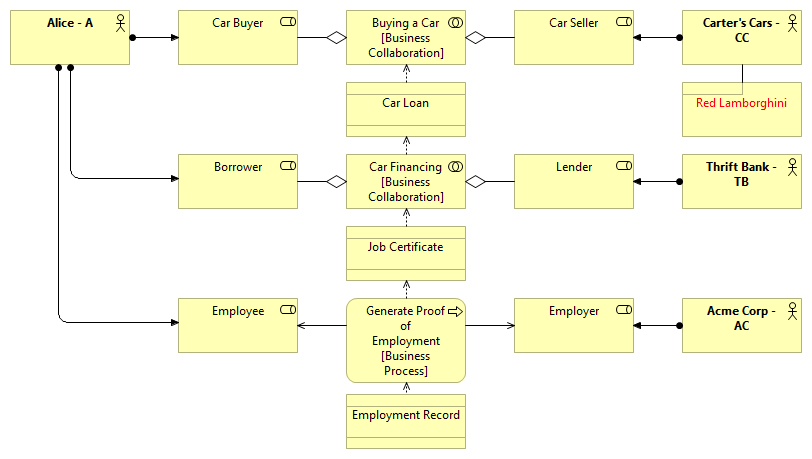 Alice - A
Car Buyer
Buying a Car
[Business
Collaboration]
Car Seller
Carter's Cars -
CC
Car Loan
Red Lamborghini
Borrower
Car Financing
[Business
Collaboration]
Lender
Thrift Bank -
TB
Job Certificate
Employee
Generate Proof
of
Employment
[Business
Process]
Employer
Acme Corp -
AC
Employment Record